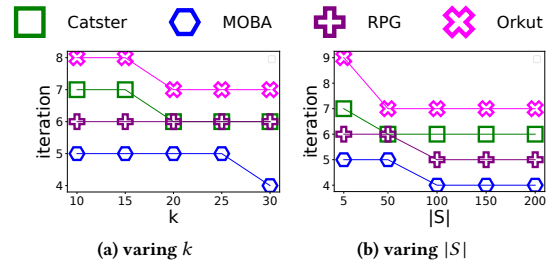 Catster MOBA RPG Orkut
8
7
6
5
4
iteration
10 15 20 25 30
k
(a) varing k
9
8
7
6
5
4
iteration
5 50 100 150 200
|S|
(b) varing |S|